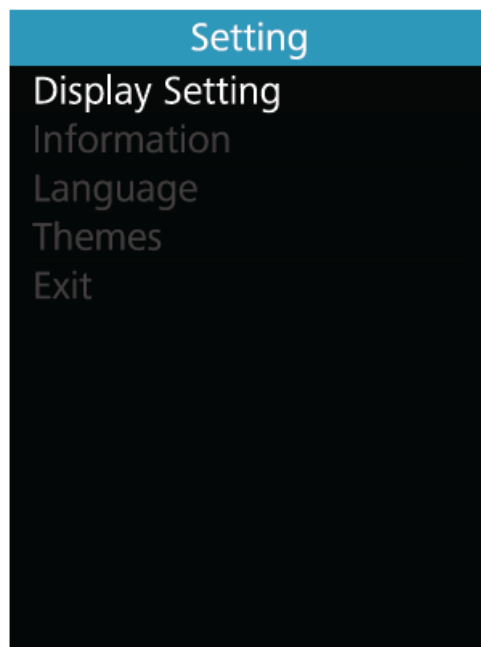 Setting
Display Setting
Information
Language
Themes
Exit